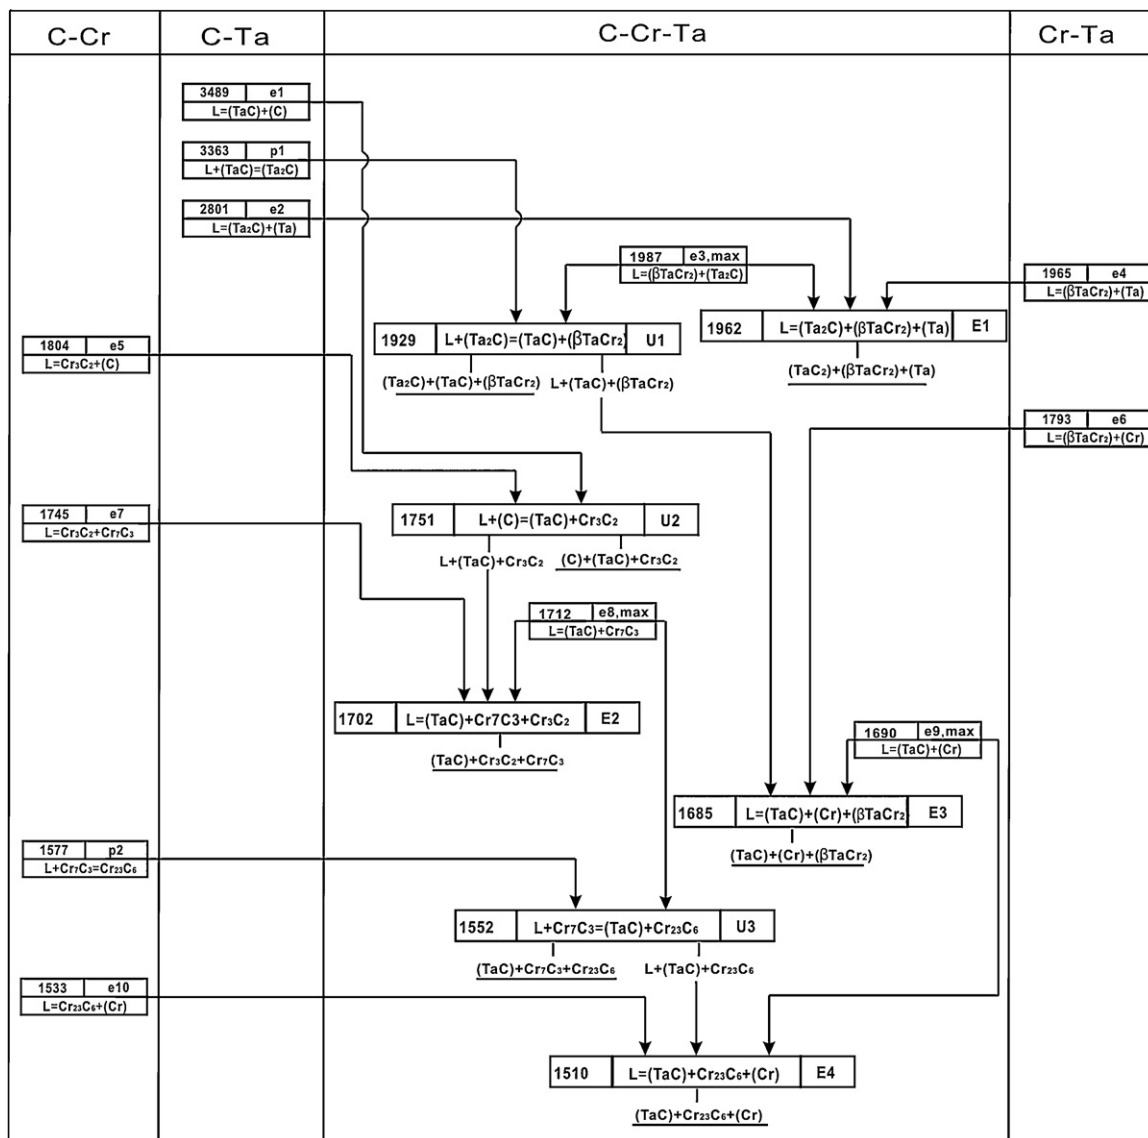 C-Cr C-Ta C-Cr-Ta Cr-Ta
3489 e1
L=(TaC)+(C)
3363 p1
L+(TaC)=(Ta₂C)
2801 e2
L=(Ta₂C)+(Ta)
1987 e3,max
L=(βTaCr₂)+(Ta₂C)
1965 e4
L=(βTaCr₂)+(Ta)
1929 L+(Ta₂C)=(TaC)+(βTaCr₂) U1
1962 L=(Ta₂C)+(βTaCr₂)+(Ta) E1
1804 e5
L=Cr₃C₂+(C)
(Ta₂C)+(TaC)+(βTaCr₂) L+(TaC)+(βTaCr₂)
(TaC₂)+(βTaCr₂)+(Ta)
1793 e6
L=(βTaCr₂)+(Cr)
1745 e7
L=Cr₃C₂+Cr₇C₃
1751 L+(C)=(TaC)+Cr₃C₂ U2
L+(TaC)+Cr₃C₂ (C)+(TaC)+Cr₃C₂
1712 e8,max
L=(TaC)+Cr₇C₃
1702 L=(TaC)+Cr7C3+Cr₃C₂ E2
(TaC)+Cr₃C₂+Cr₇C₃
1690 e9,max
L=(TaC)+(Cr)
1685 L=(TaC)+(Cr)+(βTaCr₂ E3
(TaC)+(Cr)+(βTaCr₂)
1577 p2
L+Cr₇C₃=Cr₂₃C₆
1552 L+Cr₇C₃=(TaC)+Cr₂₃C₆ U3
(TaC)+Cr₇C₃+Cr₂₃C₆ L+(TaC)+Cr₂₃C₆
1533 e10
L=Cr₂₃C₆+(Cr)
1510 L=(TaC)+Cr₂₃C₆+(Cr) E4
(TaC)+Cr₂₃C₆+(Cr)